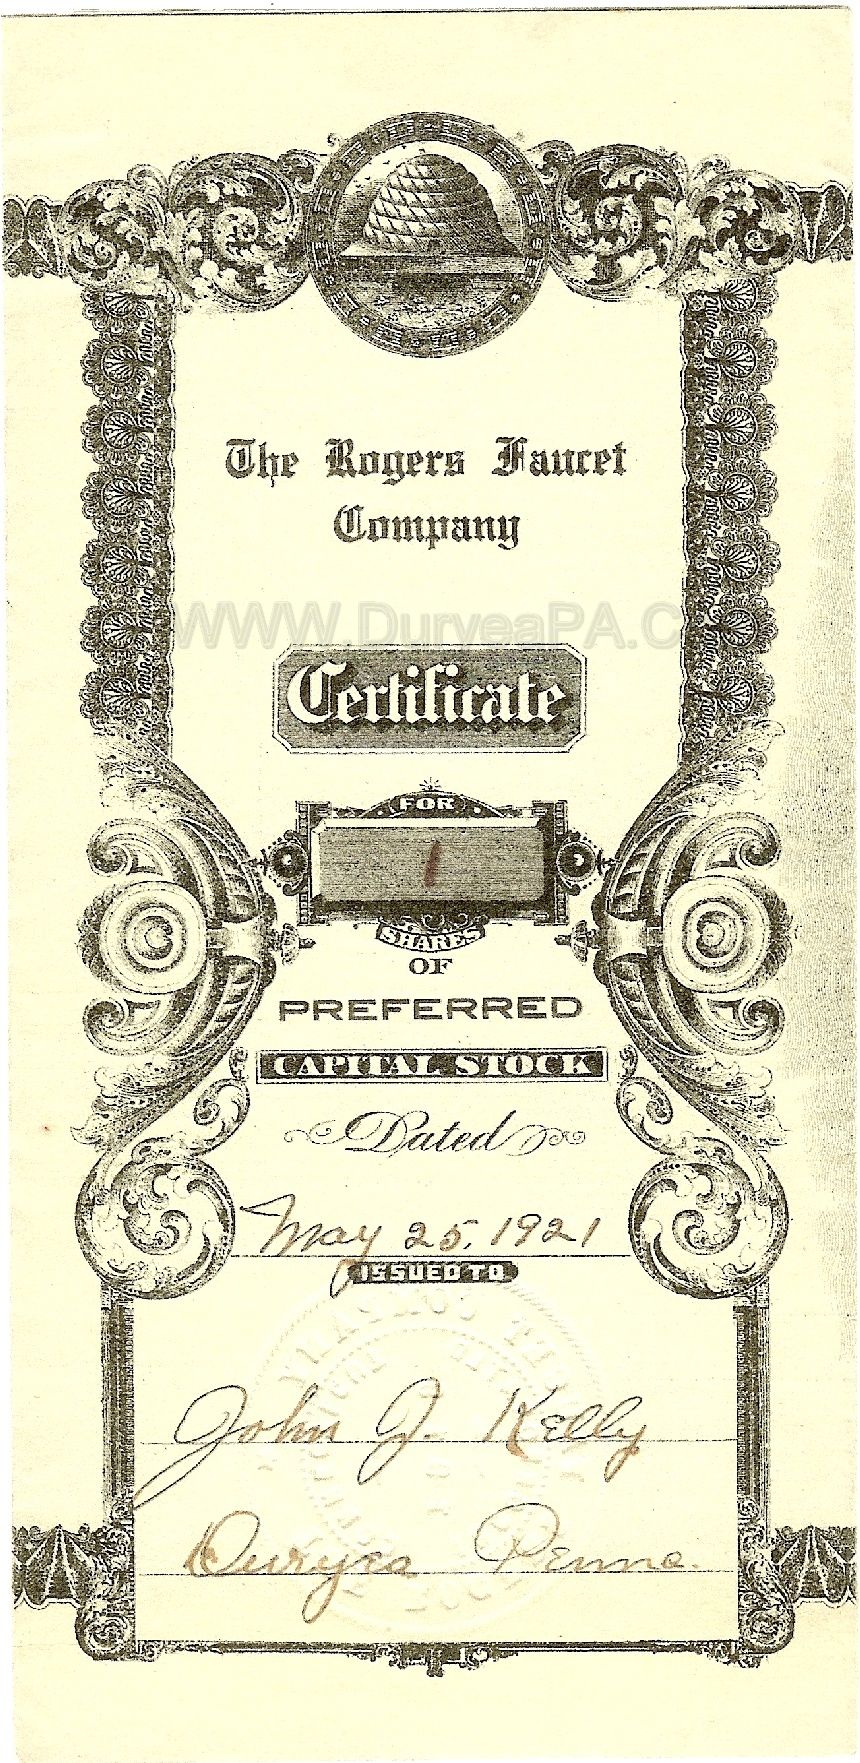 The Rogers Faucet
Company
WWW.DuryeaPA.C
Certificate
FOR
1
SHARES
OF
PREFERRED
CAPITAL STOCK
Dated
May 25, 1921
ISSUED TO
John J. Kelly
Duryea Penna.